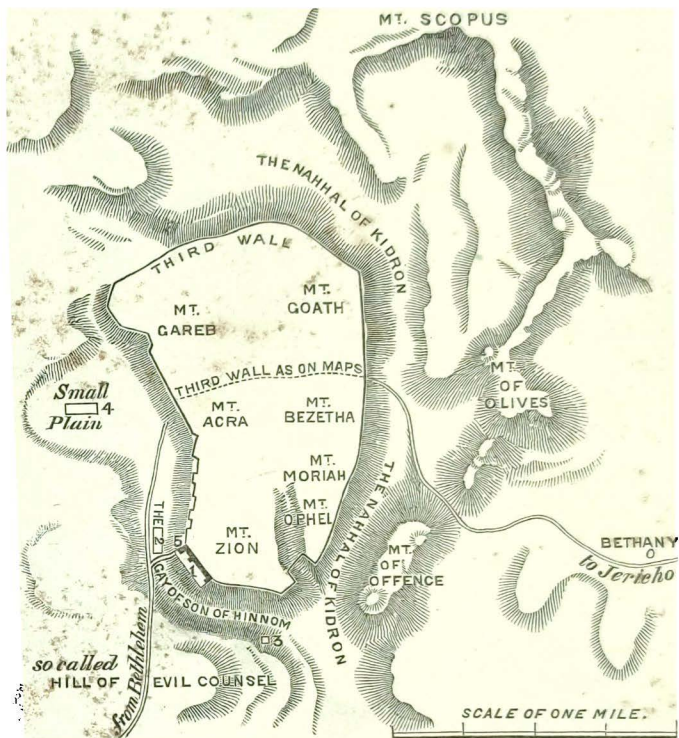 MT. SCOPUS
THE NAHHAL OF KIDRON
THIRD WALL
MT.
GOATH
MT.
GAREB
THIRD WALL AS ON MAPS
MT.
OF
OLIVES
Small
4
Plain
MT.
ACRA
MT.
BEZETHA
MT.
MORIAH
MT.
OPHEL
THE NAHHAL OF KIDRON
THE 2
5
MT.
ZION
MT.
OF
OFFENCE
BETHANY
to Jericho
GAY OF SON OF HINNOM
3
so called
HILL OF EVIL COUNSEL
from Bethlehem
SCALE OF ONE MILE.